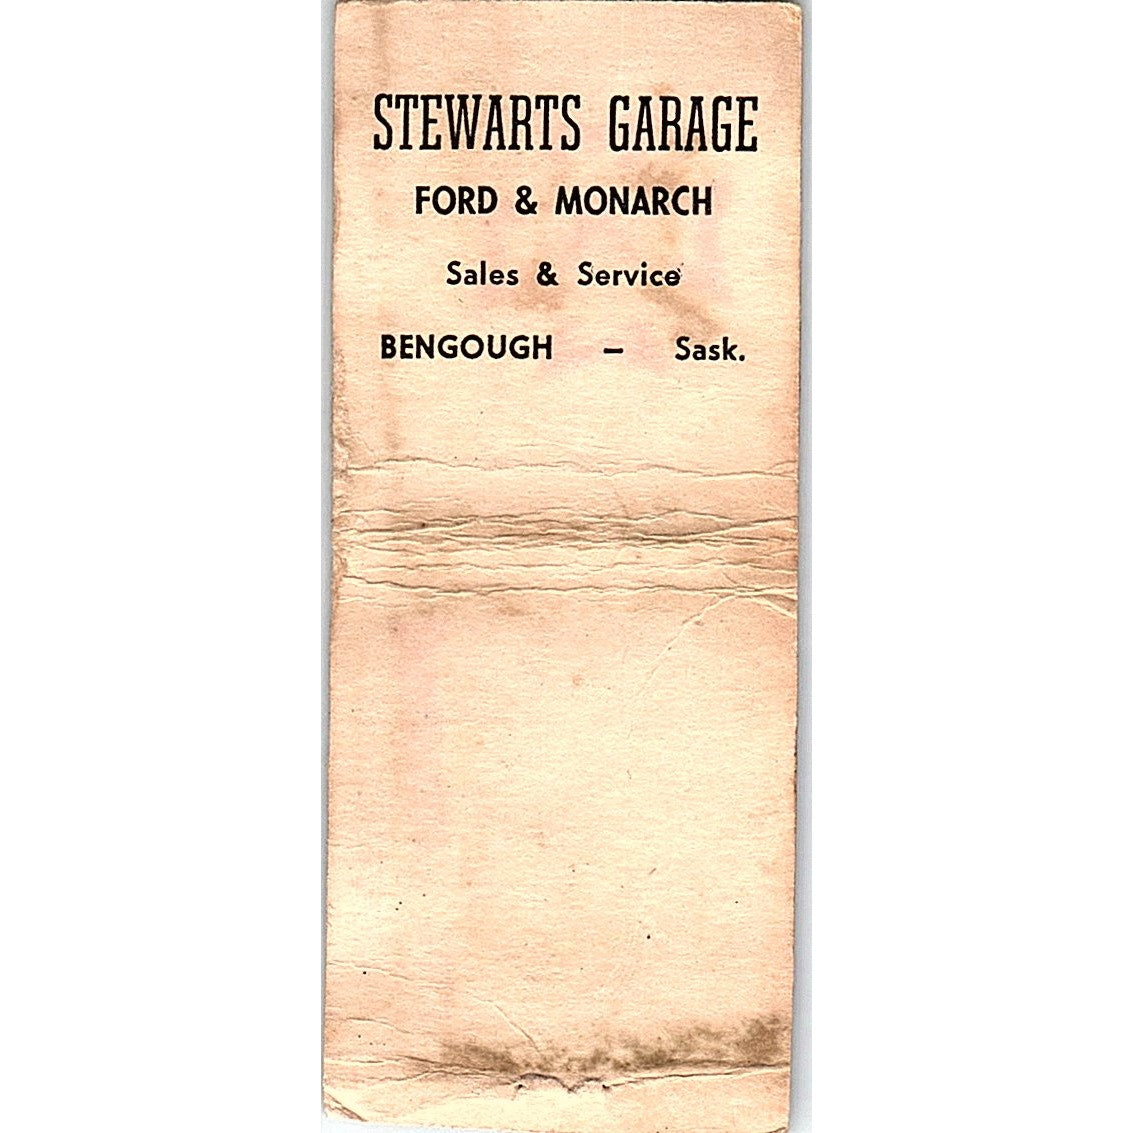 STEWARTS GARAGE
FORD & MONARCH
Sales & Service
BENGOUGH – Sask.